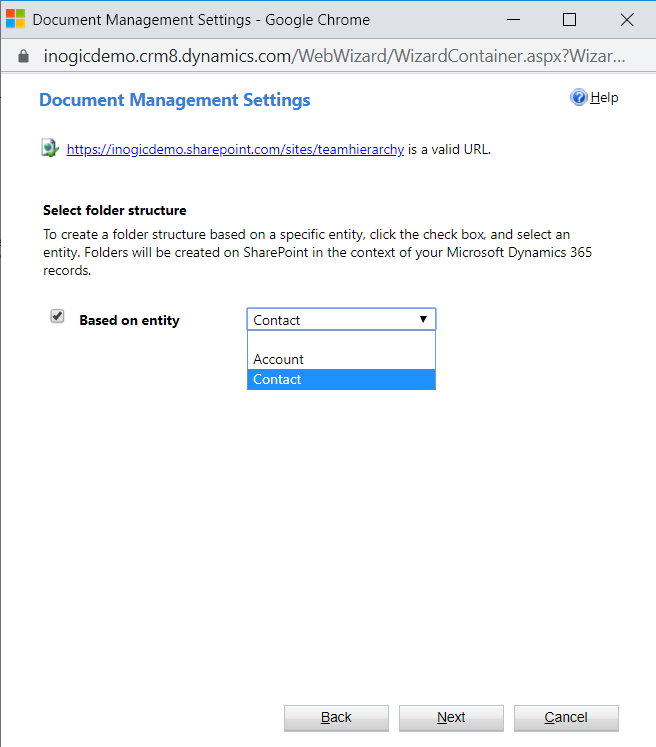 Document Management Settings - Google Chrome
inogicdemo.crm8.dynamics.com/WebWizard/WizardContainer.aspx?Wizar...
Document Management Settings
Help
https://inogicdemo.sharepoint.com/sites/teamhierarchy is a valid URL.
Select folder structure
To create a folder structure based on a specific entity, click the check box, and select an
entity. Folders will be created on SharePoint in the context of your Microsoft Dynamics 365
records.
Based on entity
Contact
Account
Contact
Back
Next
Cancel